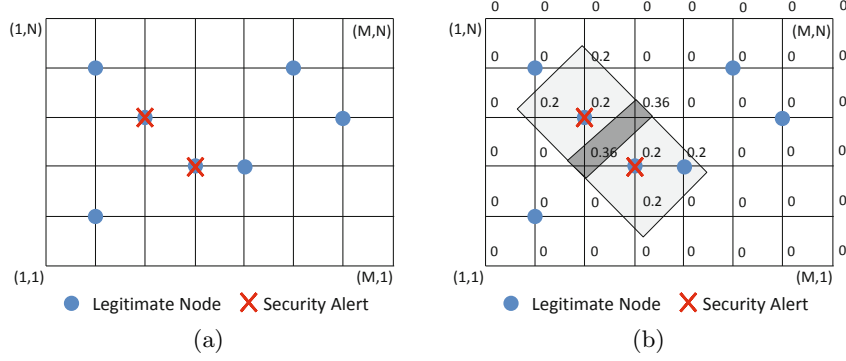 0 0 0 0 0 0 0 0
(1,N) (M,N) (1,N) (M,N)
0 0 0.2 0 0 0 0 0
0 0.2 0.2 0.36 0 0 0 0
0 0 0.36 0.2 0.2 0 0 0
0 0 0 0.2 0 0 0 0
0 0 0 0 0 0 0 0
(1,1) (M,1) (1,1) (M,1)
Legitimate Node Security Alert Legitimate Node Security Alert
(a) (b)